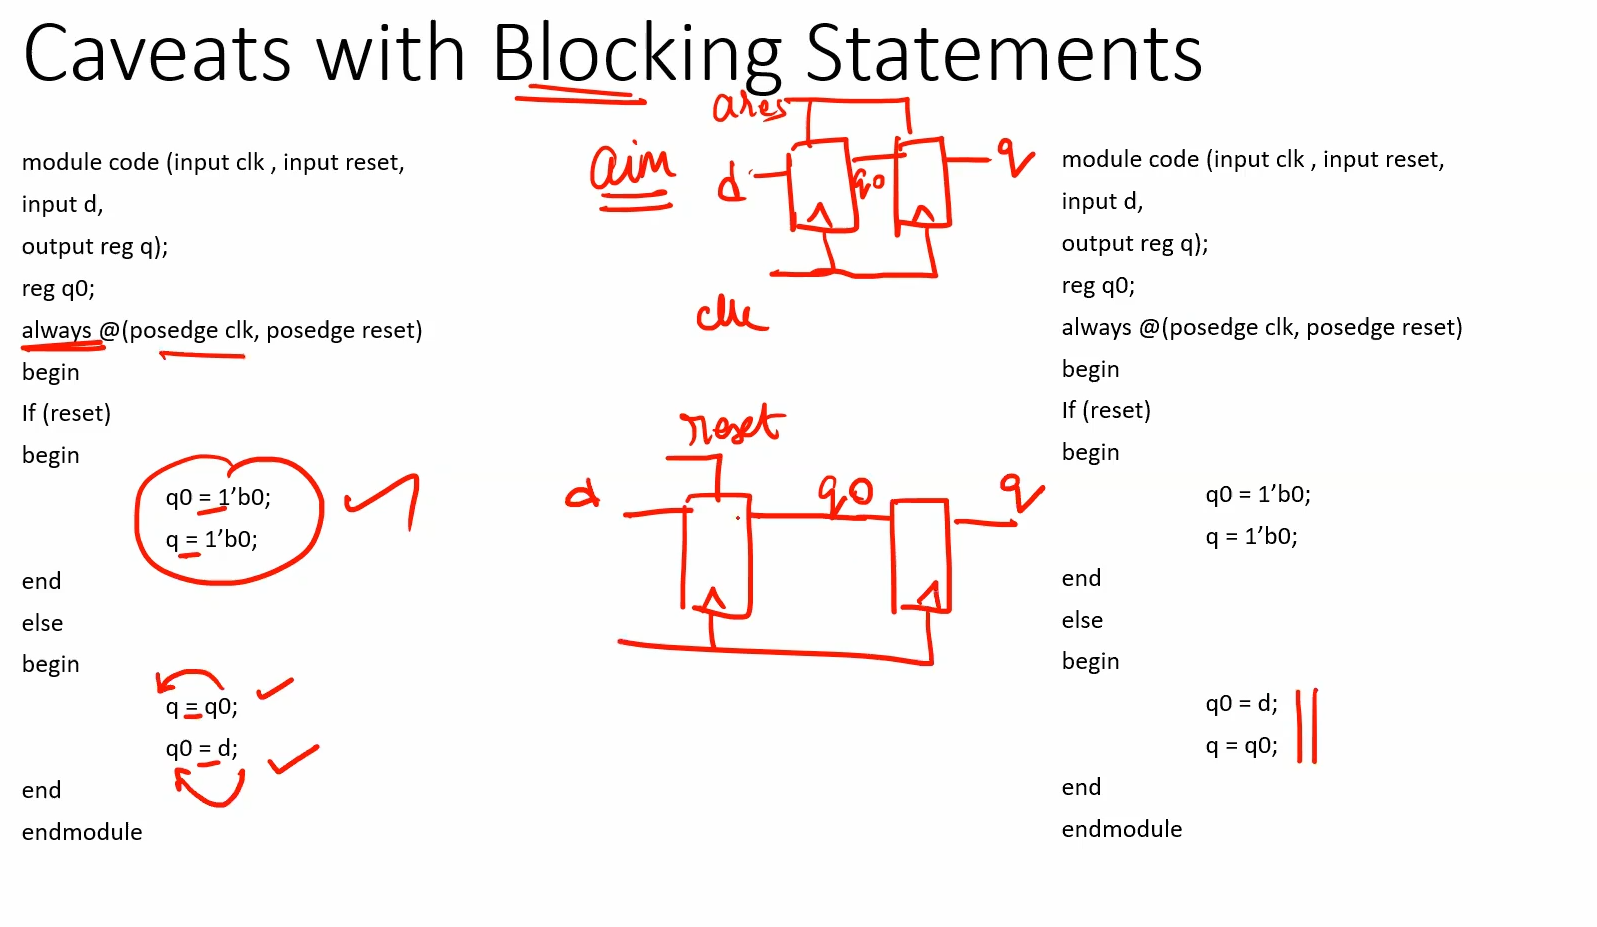 Caveats with Blocking Statements
module code (input clk , input reset,
input d,
output reg q);
reg q0;
always @(posedge clk, posedge reset)
begin
If (reset)
begin
q0 = 1’b0;
q = 1’b0;
end
else
begin
q = q0;
q0 = d;
end
endmodule
ares
aim
d
q0
q
clk
reset
d
q0
q
module code (input clk , input reset,
input d,
output reg q);
reg q0;
always @(posedge clk, posedge reset)
begin
If (reset)
begin
q0 = 1’b0;
q = 1’b0;
end
else
begin
q0 = d;
q = q0;
end
endmodule